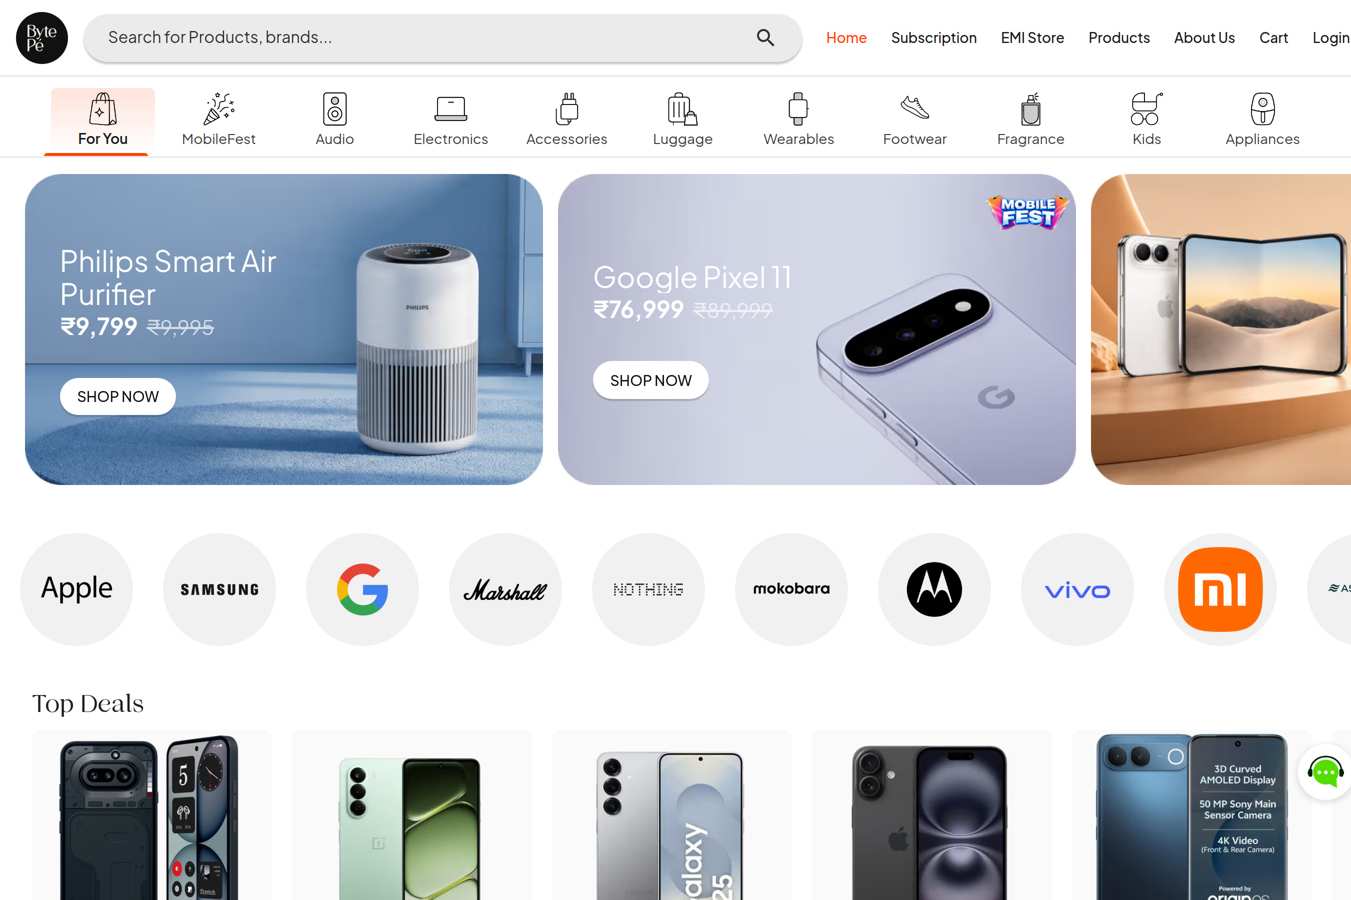 Byte
Pe
Search for Products, brands...
Home
Subscription
EMI Store
Products
About Us
Cart
Login
For You
MobileFest
Audio
Electronics
Accessories
Luggage
Wearables
Footwear
Fragrance
Kids
Appliances
Philips Smart Air
Purifier
₹9,799 ₹9,995
SHOP NOW
PHILIPS
MOBILE
FEST
Google Pixel 11
₹76,999 ₹89,999
SHOP NOW
Apple
SAMSUNG
Marshall
NOTHING
mokobara
vivo
Top Deals
5
3D Curved
AMOLED Display
50 MP Sony Main
Sensor Camera
4K Video
(Front & Rear Camera)
Powered by